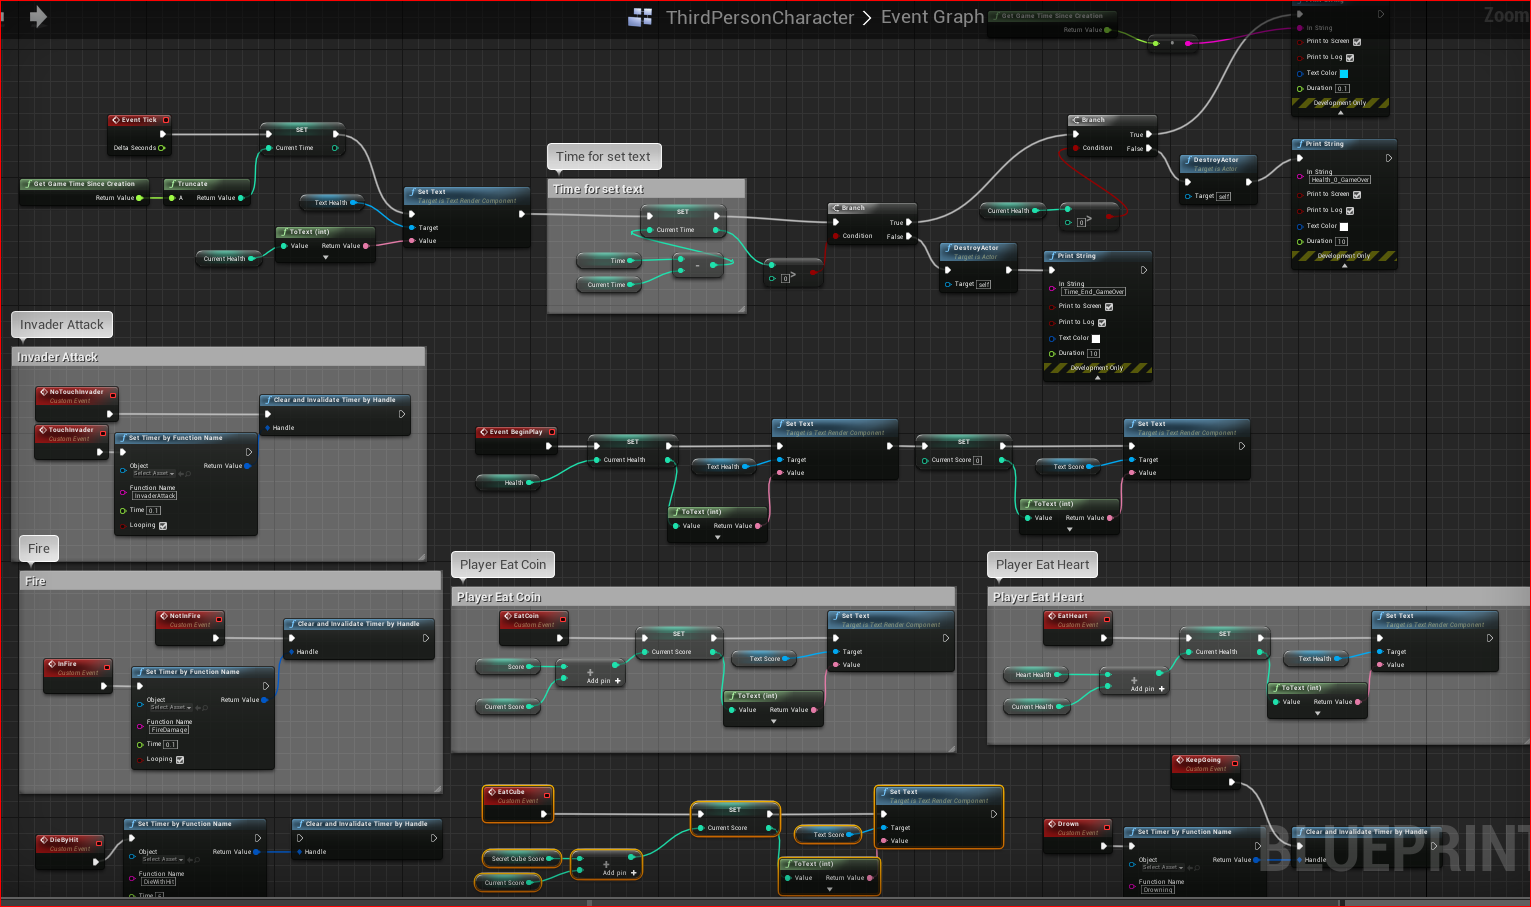 ThirdPersonCharacter > Event Graph
Zoom
Get Game Time Since Creation
Return Value
In String
Print to Screen
Print to Log
Text Color
Duration 0.1
Development Only
Event Tick
Delta Seconds
SET
Current Time
Get Game Time Since Creation
Return Value
Truncate
A Return Value
Text Health
Current Health
ToText (int)
Value Return Value
Set Text
Target is Text Render Component
Target
Value
Time for set text
Time for set text
SET
Current Time
Time
Current Time
-
0 >
Branch
True
Condition False
DestroyActor
Target is Actor
Target self
Print String
In String
Time_End_GameOver
Print to Screen
Print to Log
Text Color
Duration 10
Development Only
Current Health
0 >
Branch
True
Condition False
DestroyActor
Target is Actor
Target self
Print String
In String
Health_0_GameOver
Print to Screen
Print to Log
Text Color
Duration 10
Development Only
Invader Attack
Invader Attack
NoTouchInvader
Custom Event
TouchInvader
Custom Event
Clear and Invalidate Timer by Handle
Handle
Set Timer by Function Name
Object Return Value
Select Asset
Function Name
InvaderAttack
Time 0.1
Looping
Event BeginPlay
Health
SET
Current Health
Text Health
Set Text
Target is Text Render Component
Target
Value
ToText (int)
Value Return Value
SET
Current Score 0
Text Score
Set Text
Target is Text Render Component
Target
Value
ToText (int)
Value Return Value
Fire
Fire
NotInFire
Custom Event
InFire
Custom Event
Clear and Invalidate Timer by Handle
Handle
Set Timer by Function Name
Object Return Value
Select Asset
Function Name
FireDamage
Time 0.1
Looping
Player Eat Coin
Player Eat Coin
EatCoin
Custom Event
Score
Current Score
+
Add pin +
SET
Current Score
Text Score
Set Text
Target
Value
ToText (int)
Value Return Value
Player Eat Heart
Player Eat Heart
EatHeart
Custom Event
Heart Health
Current Health
+
Add pin +
SET
Current Health
Text Health
Set Text
Target
Value
ToText (int)
Value Return Value
DieByHit
Custom Event
Set Timer by Function Name
Object Return Value
Select Asset
Function Name
DieWithHit
Clear and Invalidate Timer by Handle
Handle
EatCube
Custom Event
Secret Cube Score
Current Score
+
Add pin +
SET
Current Score
Text Score
Set Text
Target is Text Render Component
Target
Value
ToText (int)
Value Return Value
KeepGoing
Custom Event
Drown
Custom Event
Set Timer by Function Name
Object Return Value
Select Asset
Function Name
Drowning
Clear and Invalidate Timer by Handle
Handle
BLUEPRINT